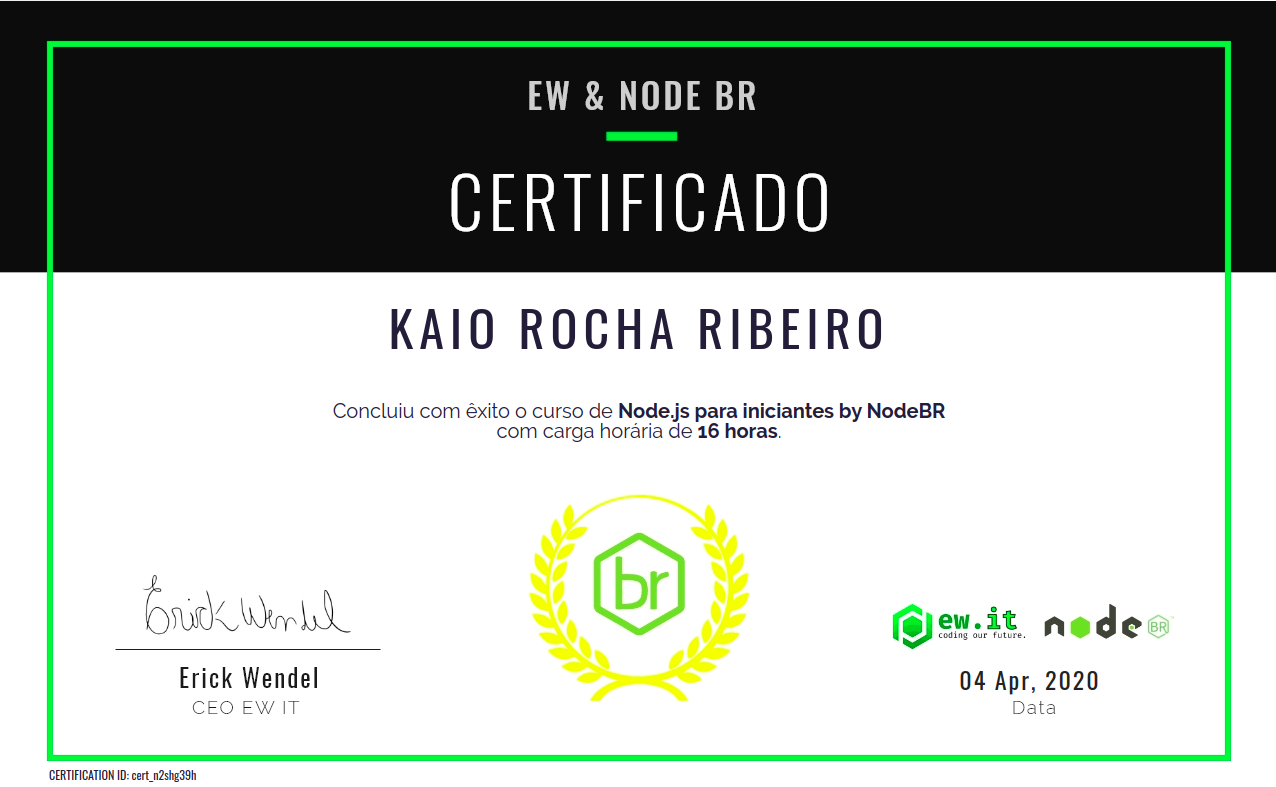 EW & NODE BR
CERTIFICADO
KAIO ROCHA RIBEIRO
Concluiu com êxito o curso de Node.js para iniciantes by NodeBR
com carga horária de 16 horas.
br
Erick Wendel
ew.it
coding our future.
node BR
Erick Wendel
CEO EW IT
04 Apr, 2020
Data
CERTIFICATION ID: cert_n2shg39h